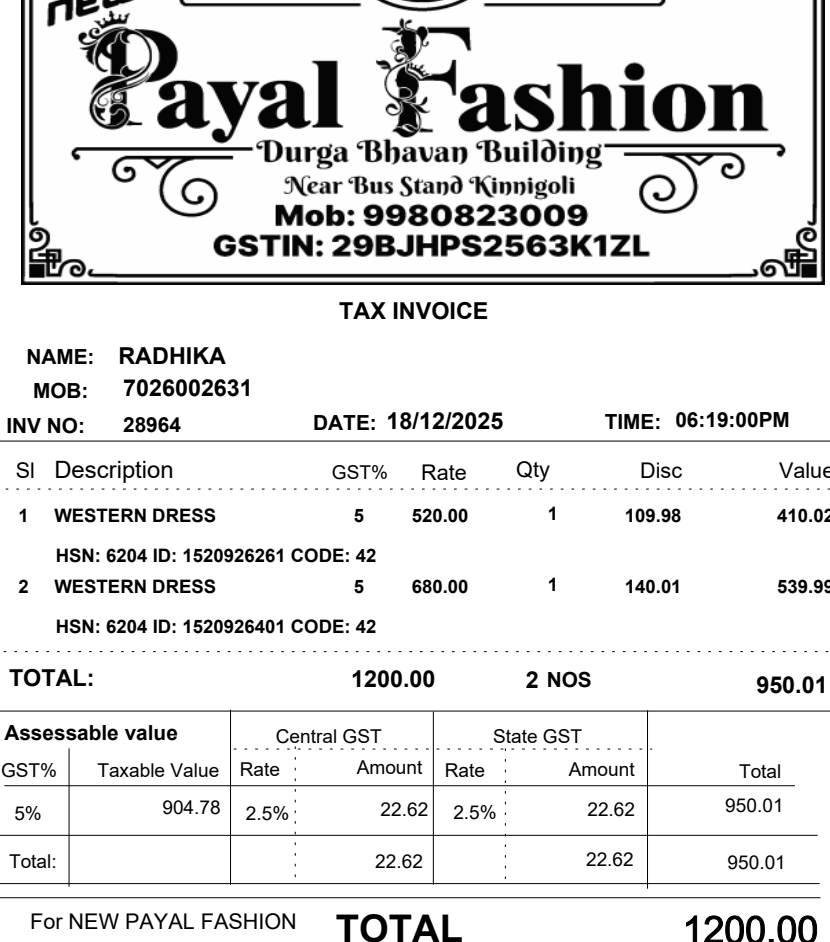 new
Payal Fashion
Durga Bhavan Building
Near Bus Stand Kinnigoli
Mob: 9980823009
GSTIN: 29BJHPS2563K1ZL
TAX INVOICE
NAME: RADHIKA
MOB: 7026002631
INV NO: 28964 DATE: 18/12/2025 TIME: 06:19:00PM
Sl Description GST% Rate Qty Disc Value
1 WESTERN DRESS 5 520.00 1 109.98 410.02
HSN: 6204 ID: 1520926261 CODE: 42
2 WESTERN DRESS 5 680.00 1 140.01 539.99
HSN: 6204 ID: 1520926401 CODE: 42
TOTAL: 1200.00 2 NOS 950.01
Assessable value Central GST State GST
GST% Taxable Value Rate Amount Rate Amount Total
5% 904.78 2.5% 22.62 2.5% 22.62 950.01
Total: 22.62 22.62 950.01
For NEW PAYAL FASHION TOTAL 1200.00